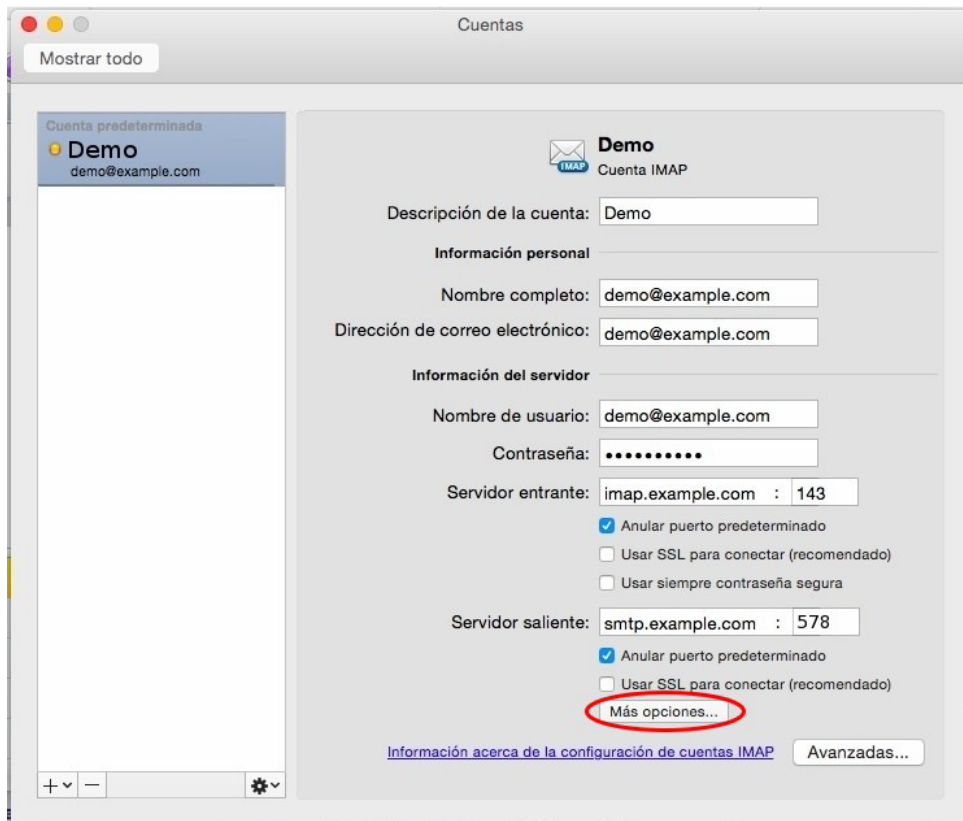 Cuentas
Mostrar todo
Cuenta predeterminada
Demo
demo@example.com
Demo
IMAP
Cuenta IMAP
Descripción de la cuenta: Demo
Información personal
Nombre completo: demo@example.com
Dirección de correo electrónico: demo@example.com
Información del servidor
Nombre de usuario: demo@example.com
Contraseña: ••••••••••
Servidor entrante: imap.example.com : 143
Anular puerto predeterminado
Usar SSL para conectar (recomendado)
Usar siempre contraseña segura
Servidor saliente: smtp.example.com : 578
Anular puerto predeterminado
Usar SSL para conectar (recomendado)
Más opciones...
Información acerca de la configuración de cuentas IMAP Avanzadas...